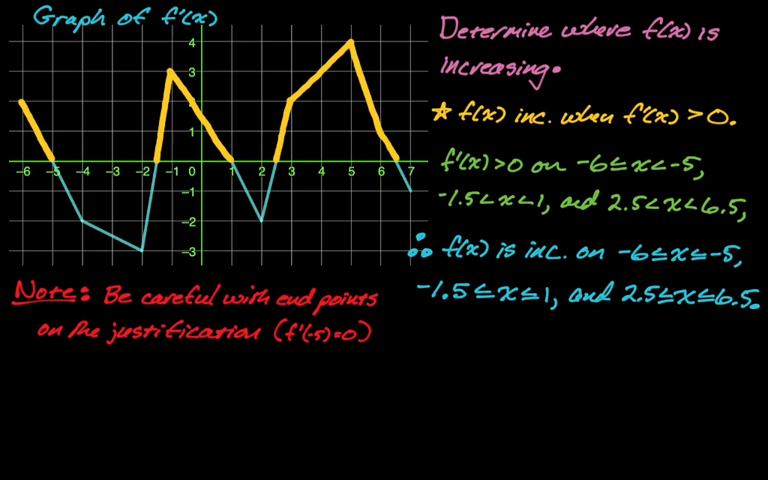 Graph of f'(x)
4
3
1
-6 -5 -4 -3 -2 -1 0 1 2 3 4 5 6 7
-1
-2
-3
Determine where f(x) is
increasing.
☆ f(x) inc. when f'(x) > 0.
f'(x)>0 on -6≤x<-5,
-1.5<x<1, and 2.5<x<6.5,
∴ f(x) is inc. on -6≤x≤-5,
-1.5≤x≤1, and 2.5≤x≤6.5.
Note: Be careful with end points
on the justification (f'(-5)=0)